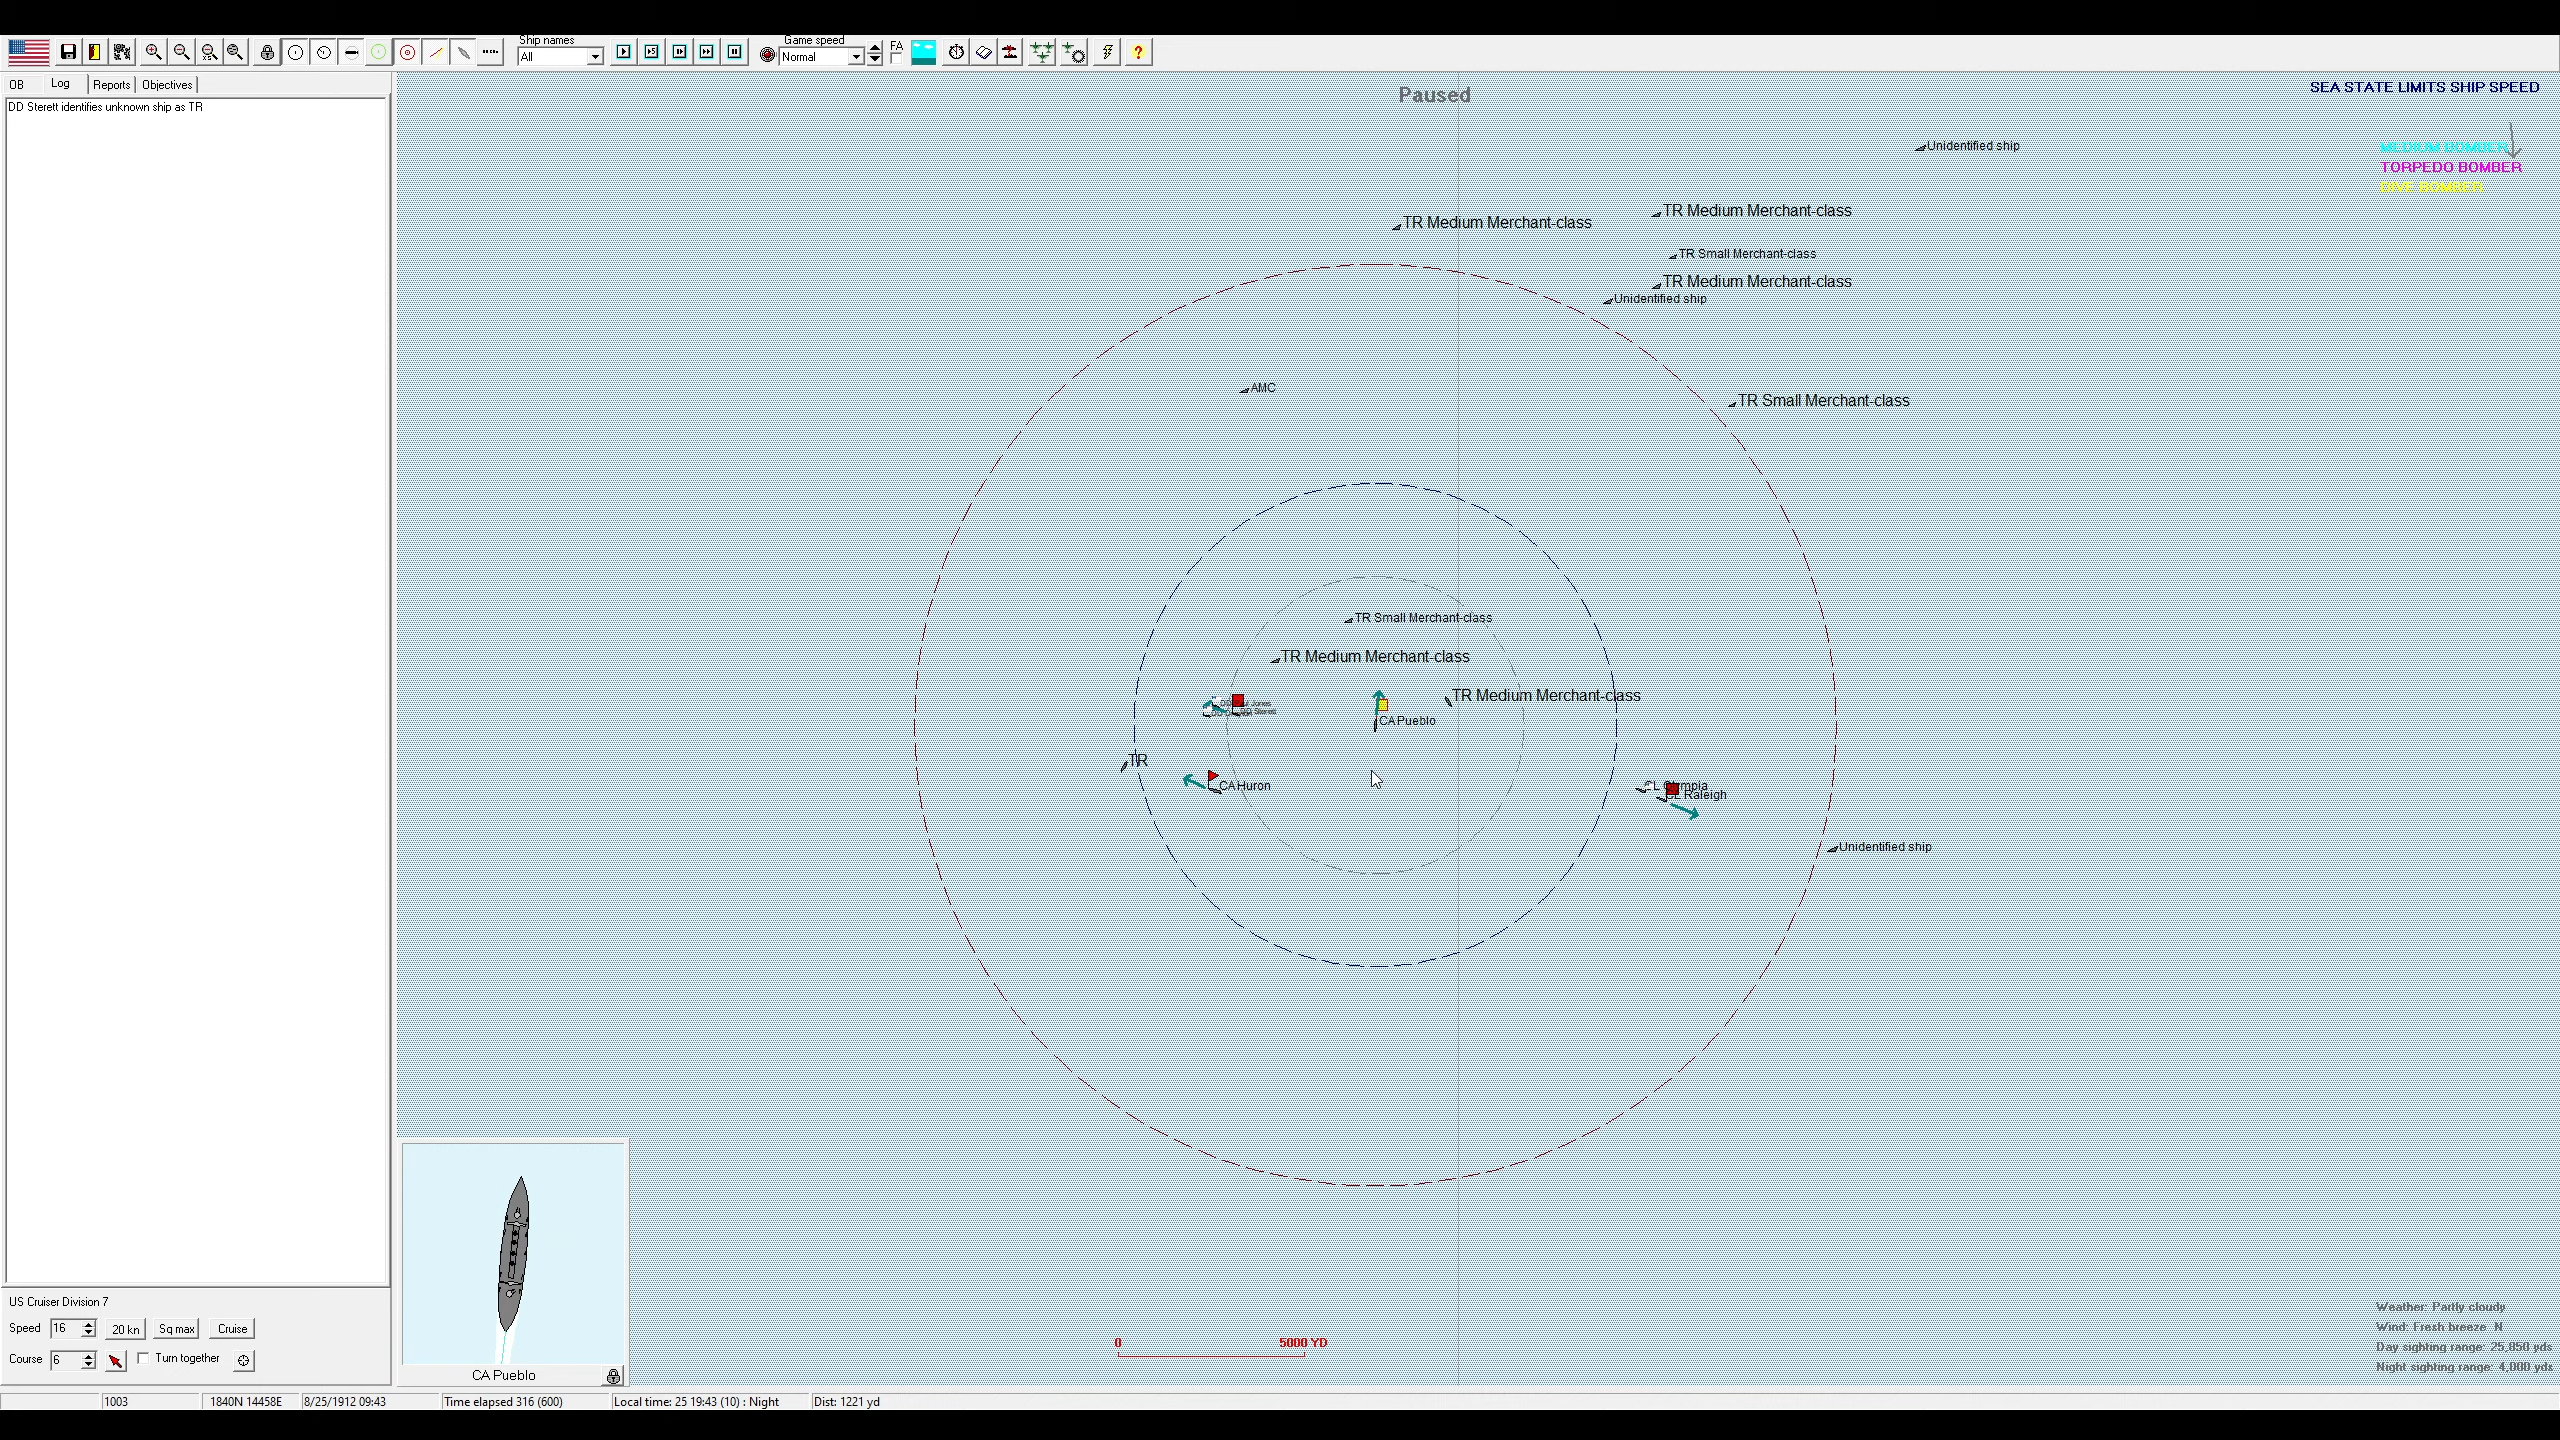 Ship names
Game speed
FA
All
Normal
OB
Log
Reports
Objectives
DD Sterett identifies unknown ship as TR
Paused
SEA STATE LIMITS SHIP SPEED
MEDIUM BOMBER
TORPEDO BOMBER
DIVE BOMBER
Unidentified ship
TR Medium Merchant-class
TR Medium Merchant-class
TR Small Merchant-class
TR Medium Merchant-class
Unidentified ship
AMC
TR Small Merchant-class
TR Small Merchant-class
TR Medium Merchant-class
TR Medium Merchant-class
Jones
DD Sterett
CA Pueblo
TR
CA Huron
CL Olympia
CL Raleigh
Unidentified ship
US Cruiser Division 7
Speed 16 20 kn Sq max Cruise
Course 6 Turn together
CA Pueblo
0 5000 YD
Weather: Partly cloudy
Wind: Fresh breeze N
Day sighting range: 25,850 yds
Night sighting range: 4,000 yds
1003 1840N 14458E 8/25/1912 09:43 Time elapsed 316 (600) Local time: 25 19:43 (10) : Night Dist: 1221 yd